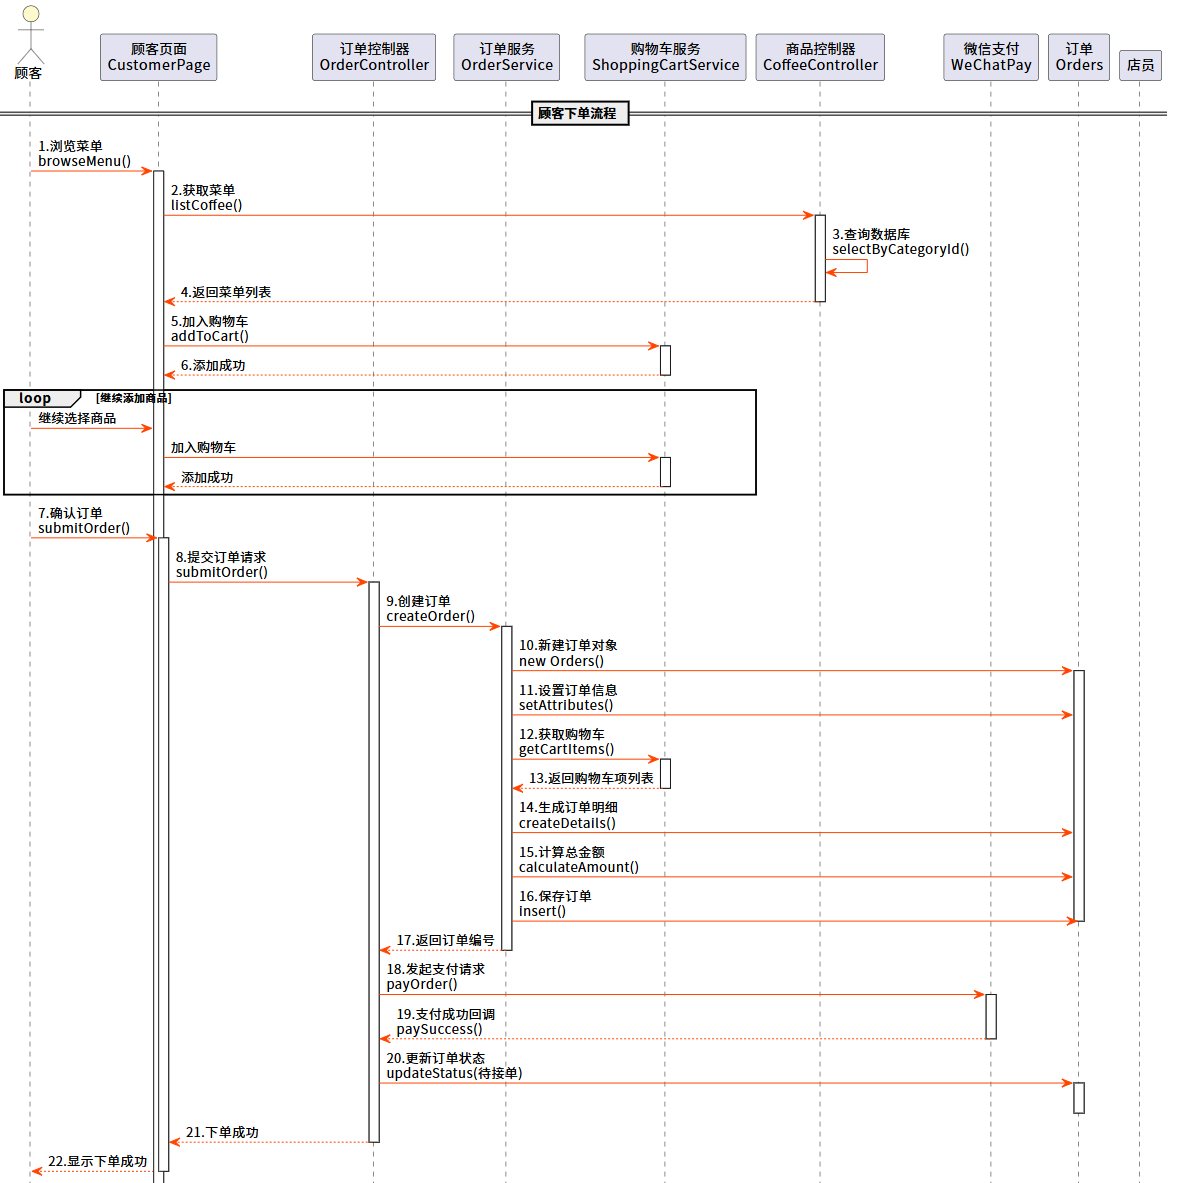 顾客
顾客页面
CustomerPage
订单控制器
OrderController
订单服务
OrderService
购物车服务
ShoppingCartService
商品控制器
CoffeeController
微信支付
WeChatPay
订单
Orders
店员
顾客下单流程
1.浏览菜单
browseMenu()
2.获取菜单
listCoffee()
3.查询数据库
selectByCategoryId()
4.返回菜单列表
5.加入购物车
addToCart()
6.添加成功
loop [继续添加商品]
继续选择商品
加入购物车
添加成功
7.确认订单
submitOrder()
8.提交订单请求
submitOrder()
9.创建订单
createOrder()
10.新建订单对象
new Orders()
11.设置订单信息
setAttributes()
12.获取购物车
getCartItems()
13.返回购物车项列表
14.生成订单明细
createDetails()
15.计算总金额
calculateAmount()
16.保存订单
insert()
17.返回订单编号
18.发起支付请求
payOrder()
19.支付成功回调
paySuccess()
20.更新订单状态
updateStatus(待接单)
21.下单成功
22.显示下单成功